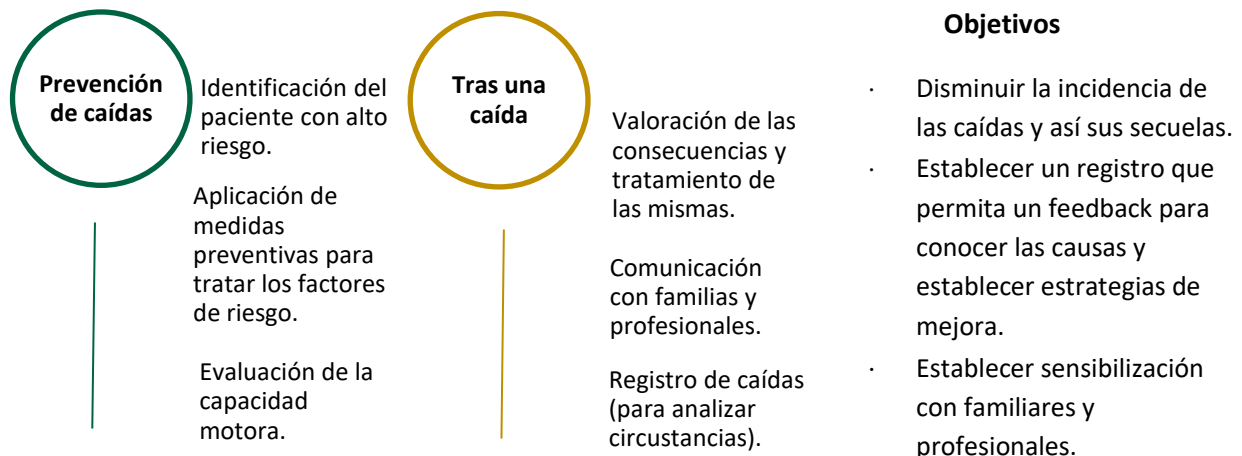 Prevención
de caídas
Identificación del
paciente con alto
riesgo.
Aplicación de
medidas
preventivas para
tratar los factores
de riesgo.
Evaluación de la
capacidad
motora.
Tras una
caída
Valoración de las
consecuencias y
tratamiento de
las mismas.
Comunicación
con familias y
profesionales.
Registro de caídas
(para analizar
circustancias).
Objetivos
· Disminuir la incidencia de
las caídas y así sus secuelas.
· Establecer un registro que
permita un feedback para
conocer las causas y
establecer estrategias de
mejora.
· Establecer sensibilización
con familiares y
profesionales.